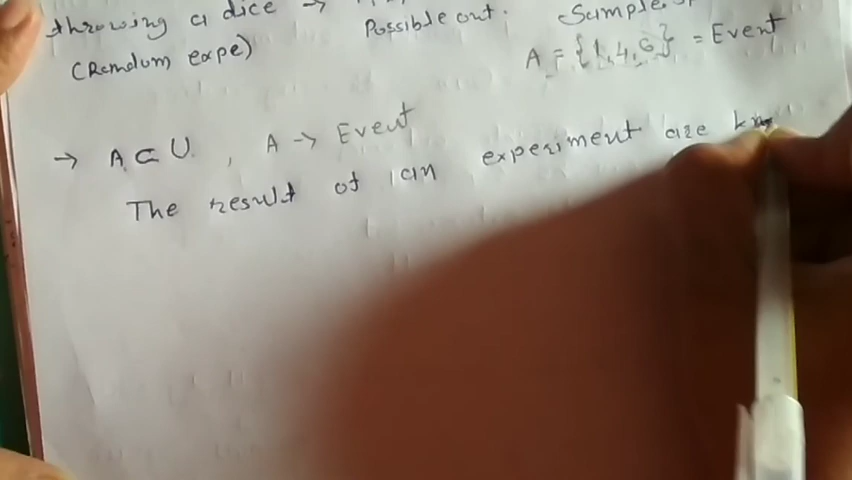 throwing a dice → Possible out. Sample
(Random expe) A = {1,4,6} = Event
→ A ⊂ U , A → Event
The result of an experiment are